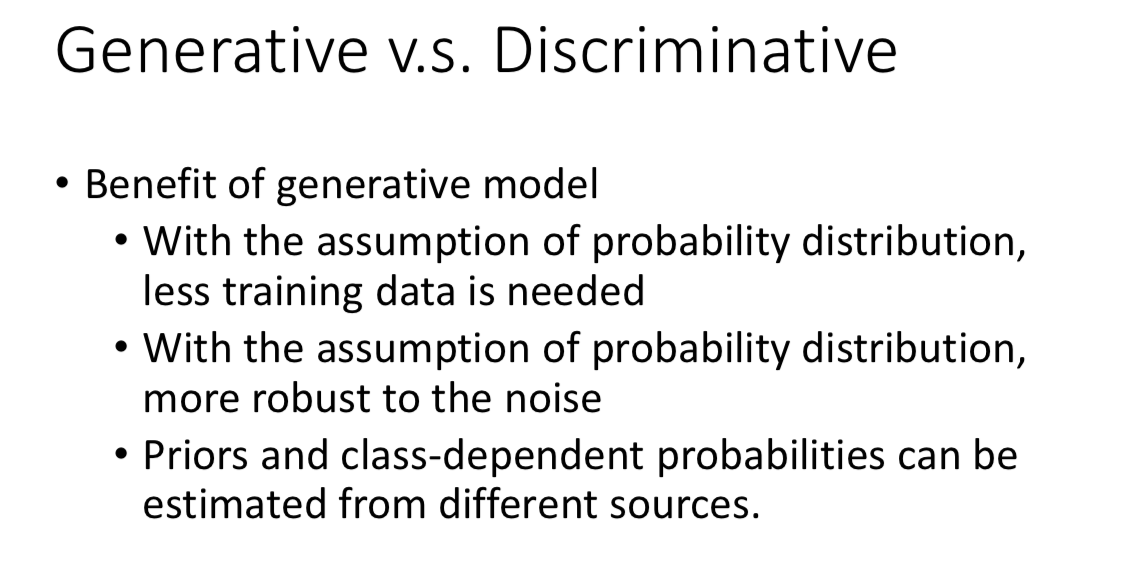 Generative v.s. Discriminative
• Benefit of generative model
• With the assumption of probability distribution,
less training data is needed
• With the assumption of probability distribution,
more robust to the noise
• Priors and class-dependent probabilities can be
estimated from different sources.